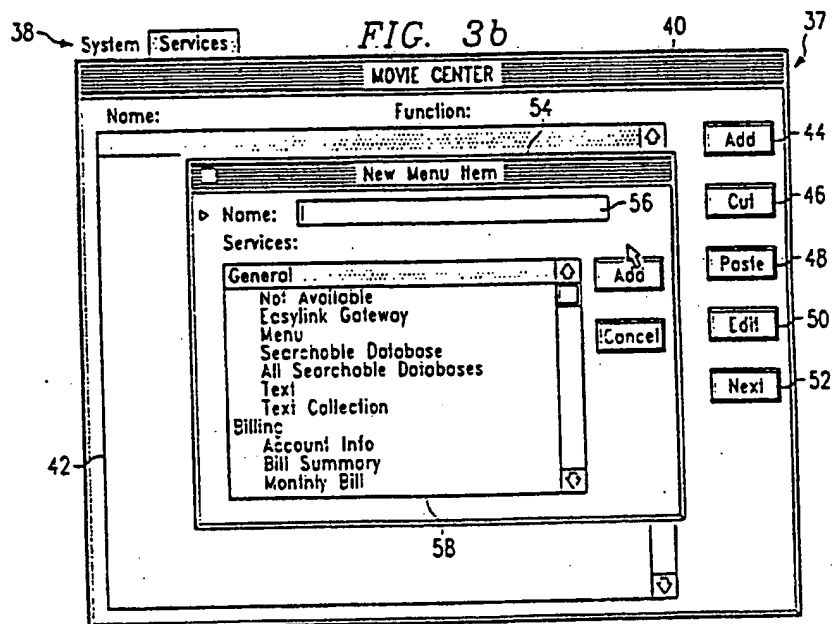 FIG. 3b
38
System Services
40
37
MOVIE CENTER
Name: Function: 54
Add 44
New Menu Item
Name: 56
Cut 46
Services:
General
Add
Paste 48
Not Available
Easylink Gateway
Menu
Cancel
Edit 50
Searchable Database
All Searchable Databases
Text
Next 52
Text Collection
Billing
Account Info
42
Bill Summary
Monthly Bill
58